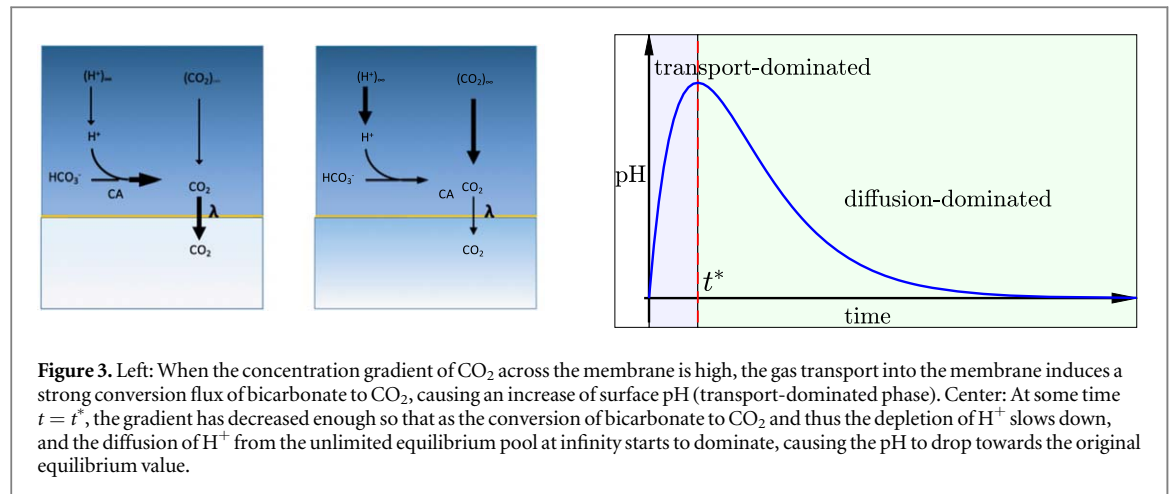 (H⁺)∞
(CO₂)∞
H⁺
HCO₃⁻
CA
CO₂
λ
CO₂
(H⁺)∞
(CO₂)∞
H⁺
HCO₃⁻
CA CO₂
λ
CO₂
transport-dominated
pH
diffusion-dominated
t*
time
Figure 3. Left: When the concentration gradient of CO₂ across the membrane is high, the gas transport into the membrane induces a
strong conversion flux of bicarbonate to CO₂, causing an increase of surface pH (transport-dominated phase). Center: At some time
t = t*, the gradient has decreased enough so that as the conversion of bicarbonate to CO₂ and thus the depletion of H⁺ slows down,
and the diffusion of H⁺ from the unlimited equilibrium pool at infinity starts to dominate, causing the pH to drop towards the original
equilibrium value.